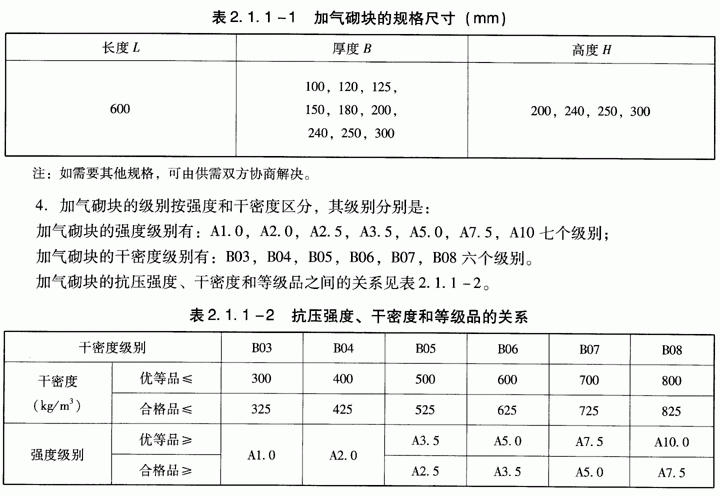 表2.1.1-1 加气砌块的规格尺寸(mm)
长度L 厚度B 高度H
600 100，120，125，150，180，200，240，250，300 200，240，250，300
注：如需要其他规格，可由供需双方协商解决。
4．加气砌块的级别按强度和干密度区分，其级别分别是：
加气砌块的强度级别有：A1.0，A2.0，A2.5，A3.5，A5.0，A7.5，A10 七个级别；
加气砌块的干密度级别有：B03，B04，B05，B06，B07，B08 六个级别。
加气砌块的抗压强度、干密度和等级品之间的关系见表2.1.1-2。
表2.1.1-2 抗压强度、干密度和等级品的关系
干密度级别 B03 B04 B05 B06 B07 B08
干密度(kg/m³) 优等品≤ 300 400 500 600 700 800
合格品≤ 325 425 525 625 725 825
强度级别 优等品≥ A1.0 A2.0 A3.5 A5.0 A7.5 A10.0
合格品≥ A2.5 A3.5 A5.0 A7.5